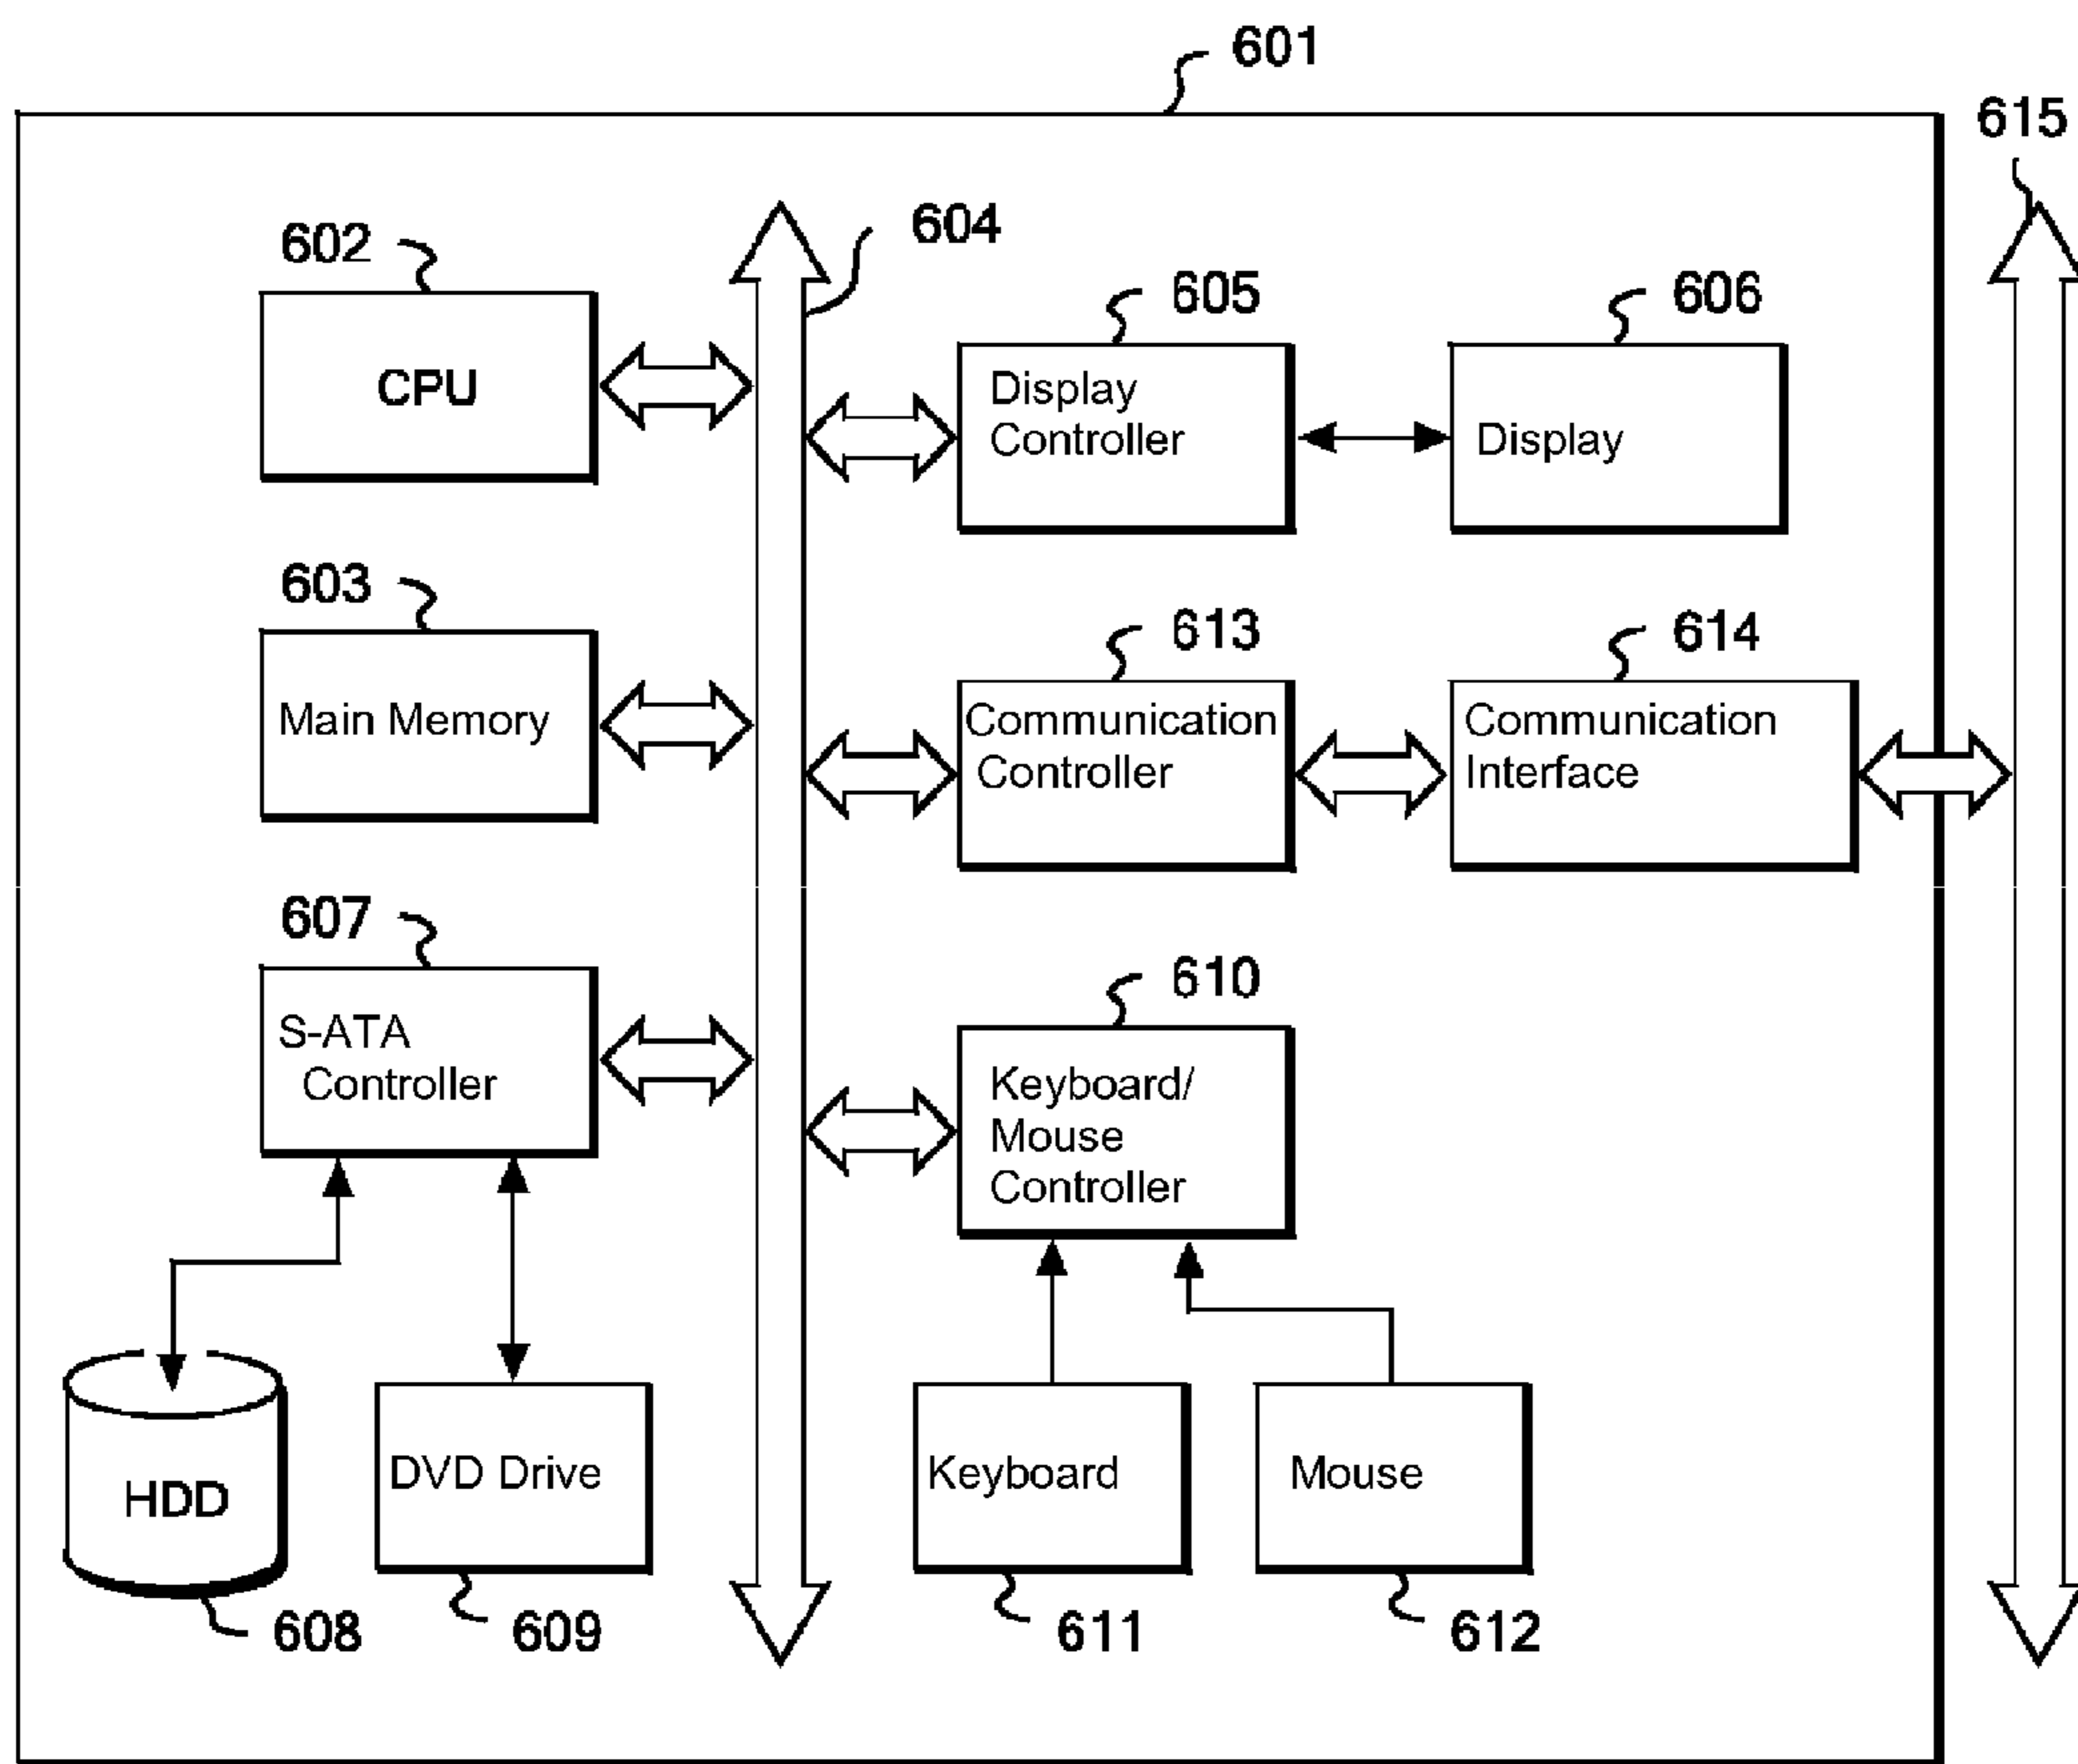 601
615
602
604
605
606
CPU
Display
Controller
Display
603
613
614
Main Memory
Communication
Controller
Communication
Interface
607
610
S-ATA
Controller
Keyboard/
Mouse
Controller
HDD
DVD Drive
Keyboard
Mouse
608
609
611
612